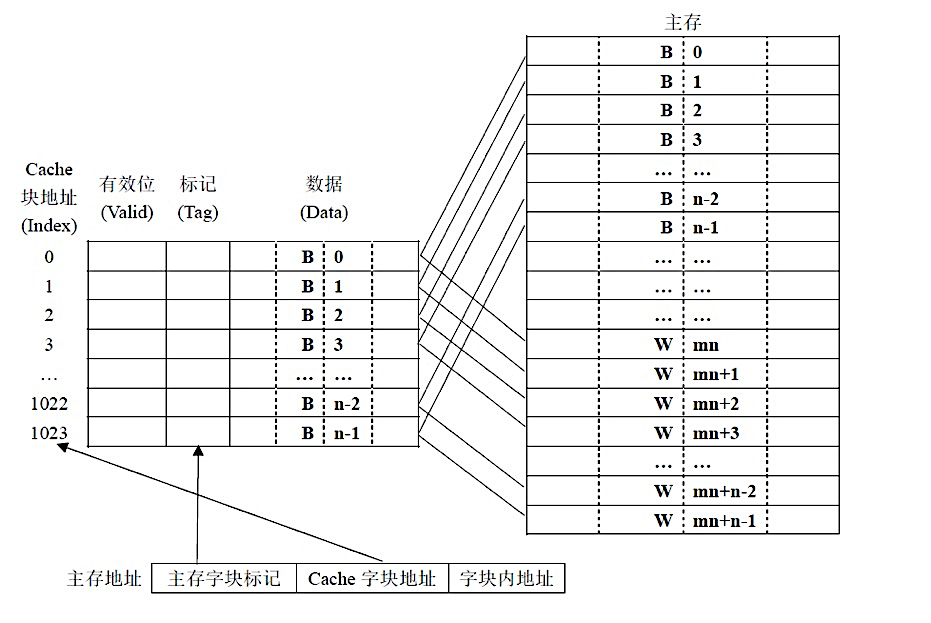 主存
B 0
B 1
B 2
B 3
... ...
B n-2
B n-1
... ...
... ...
... ...
W mn
W mn+1
W mn+2
W mn+3
... ...
W mn+n-2
W mn+n-1
Cache
块地址
(Index)
有效位
(Valid)
标记
(Tag)
数据
(Data)
0 B 0
1 B 1
2 B 2
3 B 3
... ... ...
1022 B n-2
1023 B n-1
主存地址 主存字块标记 Cache 字块地址 字块内地址